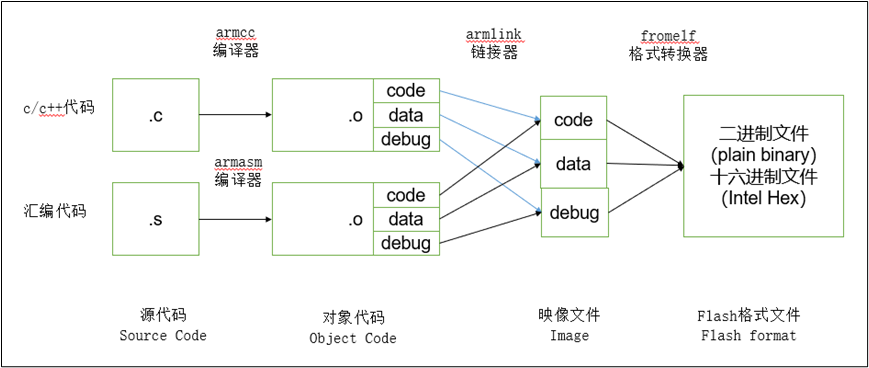 armcc
编译器
armlink
链接器
fromelf
格式转换器
c/c++代码
.c
.o
code
data
debug
armasm
编译器
汇编代码
.s
.o
code
data
debug
code
data
debug
二进制文件
(plain binary)
十六进制文件
(Intel Hex)
源代码
Source Code
对象代码
Object Code
映像文件
Image
Flash格式文件
Flash format